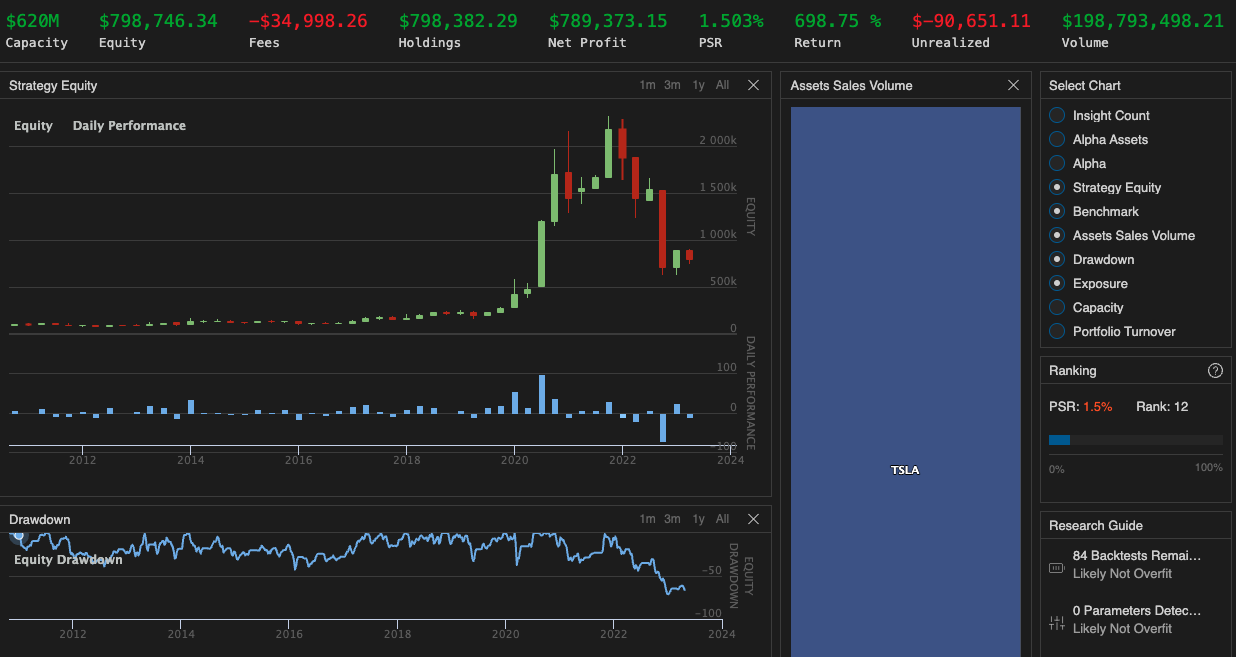 $620M $798,746.34 −$34,998.26 $798,382.29 $789,373.15 1.503% 698.75 % $-90,651.11 $198,793,498.21
Capacity Equity Fees Holdings Net Profit PSR Return Unrealized Volume
Strategy Equity 1m 3m 1y All
Equity Daily Performance
2 000k
1 500k
1 000k
500k
0
EQUITY
100
0
−100
DAILY PERFORMANCE
2012 2014 2016 2018 2020 2022 2024
Drawdown 1m 3m 1y All
Equity Drawdown
−50
−100
EQUITY
DRAWDOWN
2012 2014 2016 2018 2020 2022 2024
Assets Sales Volume
TSLA
Select Chart
Insight Count
Alpha Assets
Alpha
Strategy Equity
Benchmark
Assets Sales Volume
Drawdown
Exposure
Capacity
Portfolio Turnover
Ranking ?
PSR: 1.5% Rank: 12
0% 100%
Research Guide
84 Backtests Remai...
Likely Not Overfit
0 Parameters Detec...
Likely Not Overfit